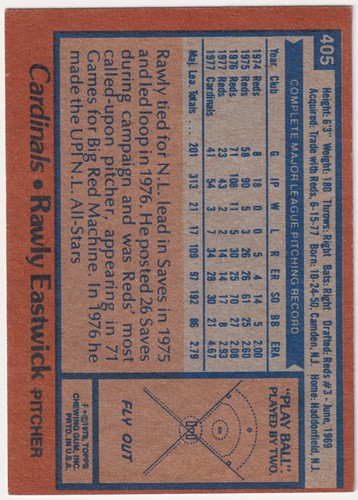 405
Height: 6'3" Weight: 180 Throws: Right Bats: Right Drafted: Reds #3 - June, 1969
Acquired: Trade with Reds, 6-15-77 Born: 10-24-50, Camden, N.J. Home: Haddonfield, N.J.
COMPLETE MAJOR LEAGUE PITCHING RECORD
Year Club G IP W L R ER SO BB ERA
1974 Reds 8 18 0 0 5 4 14 5 2.00
1975 Reds 58 90 5 3 26 26 61 25 2.60
1976 Reds 71 108 11 5 30 25 70 27 2.08
1977 Reds 23 43 2 2 14 14 17 8 2.93
1977 Cardinals 41 54 3 7 34 28 30 21 4.67
Maj. Lea. Totals . . . 201 313 21 17 109 97 192 86 2.79
Rawly tied for N.L. lead in Saves in 1975
and led loop in 1976. He posted 26 Saves
during campaign and was Reds' most
called-upon pitcher, appearing in 71
Games for Big Red Machine. In 1976 he
made the UPI N.L. All-Stars
"PLAY BALL"
PLAYED BY TWO.
FLY OUT
F ©1978, TOPPS
CHEWING GUM, INC.
PRTD. IN U.S.A.
Cardinals • Rawly Eastwick PITCHER